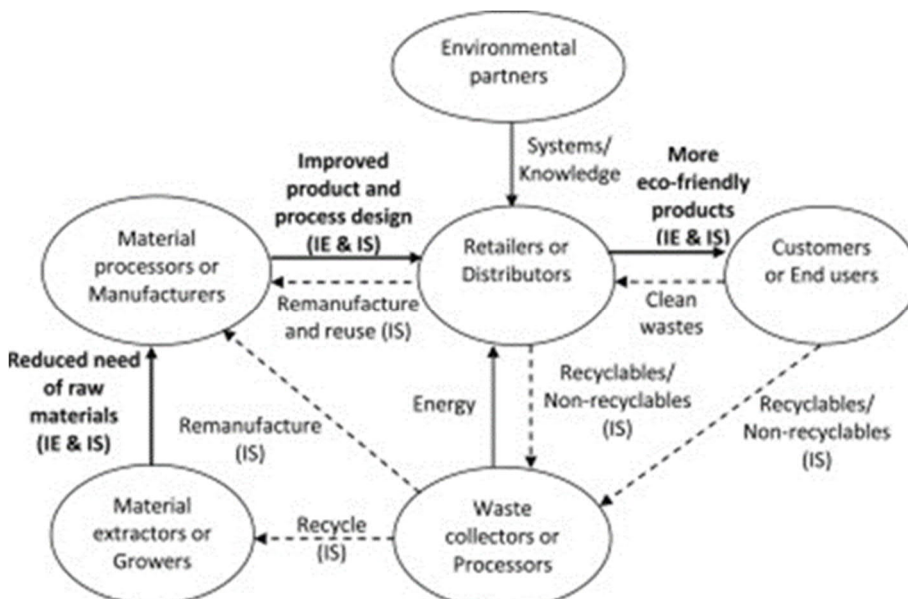 Environmental
partners
Systems/
Knowledge
Improved
product and
process design
(IE & IS)
More
eco-friendly
products
(IE & IS)
Material
processors or
Manufacturers
Retailers or
Distributors
Customers
or End users
Remanufacture
and reuse (IS)
Clean
wastes
Reduced need
of raw
materials
(IE & IS)
Remanufacture
(IS)
Energy
Recyclables/
Non-recyclables
(IS)
Recyclables/
Non-recyclables
(IS)
Material
extractors or
Growers
Recycle
(IS)
Waste
collectors or
Processors